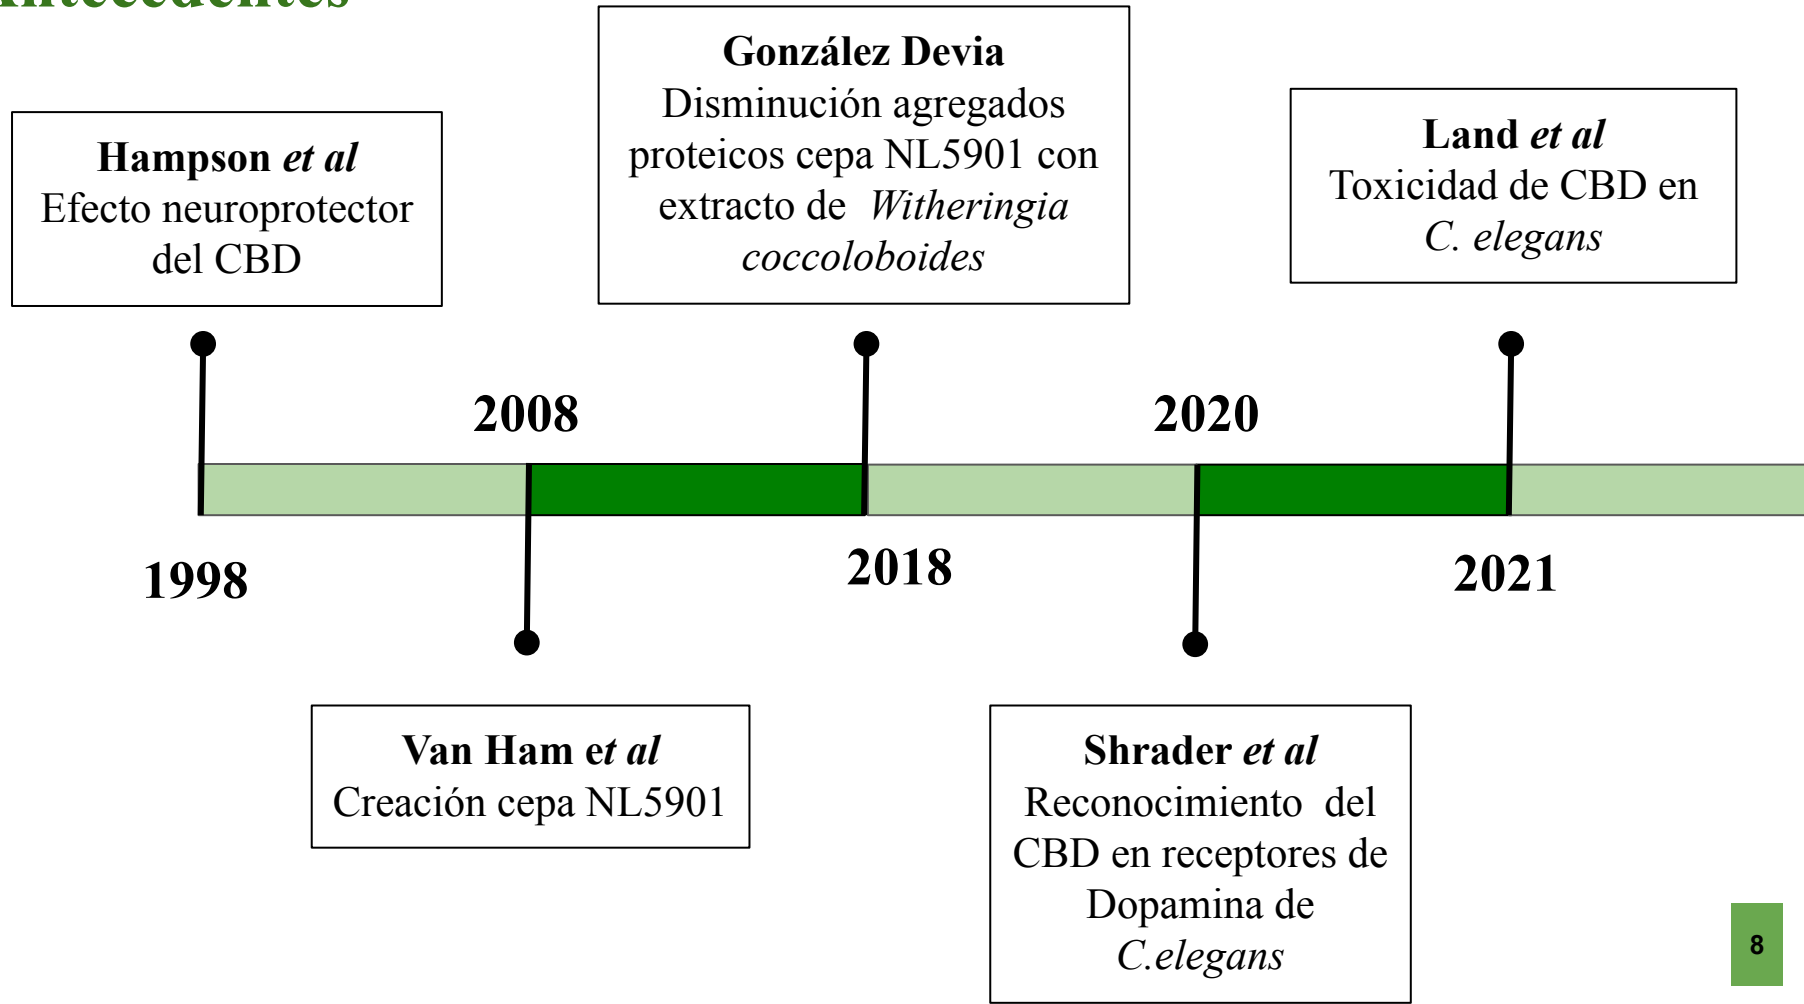 Antecedentes
Hampson et al
Efecto neuroprotector
del CBD
González Devia
Disminución agregados
proteicos cepa NL5901 con
extracto de Witheringia
coccoloboides
Land et al
Toxicidad de CBD en
C. elegans
2008
2020
1998
2018
2021
Van Ham et al
Creación cepa NL5901
Shrader et al
Reconocimiento del
CBD en receptores de
Dopamina de
C.elegans
8